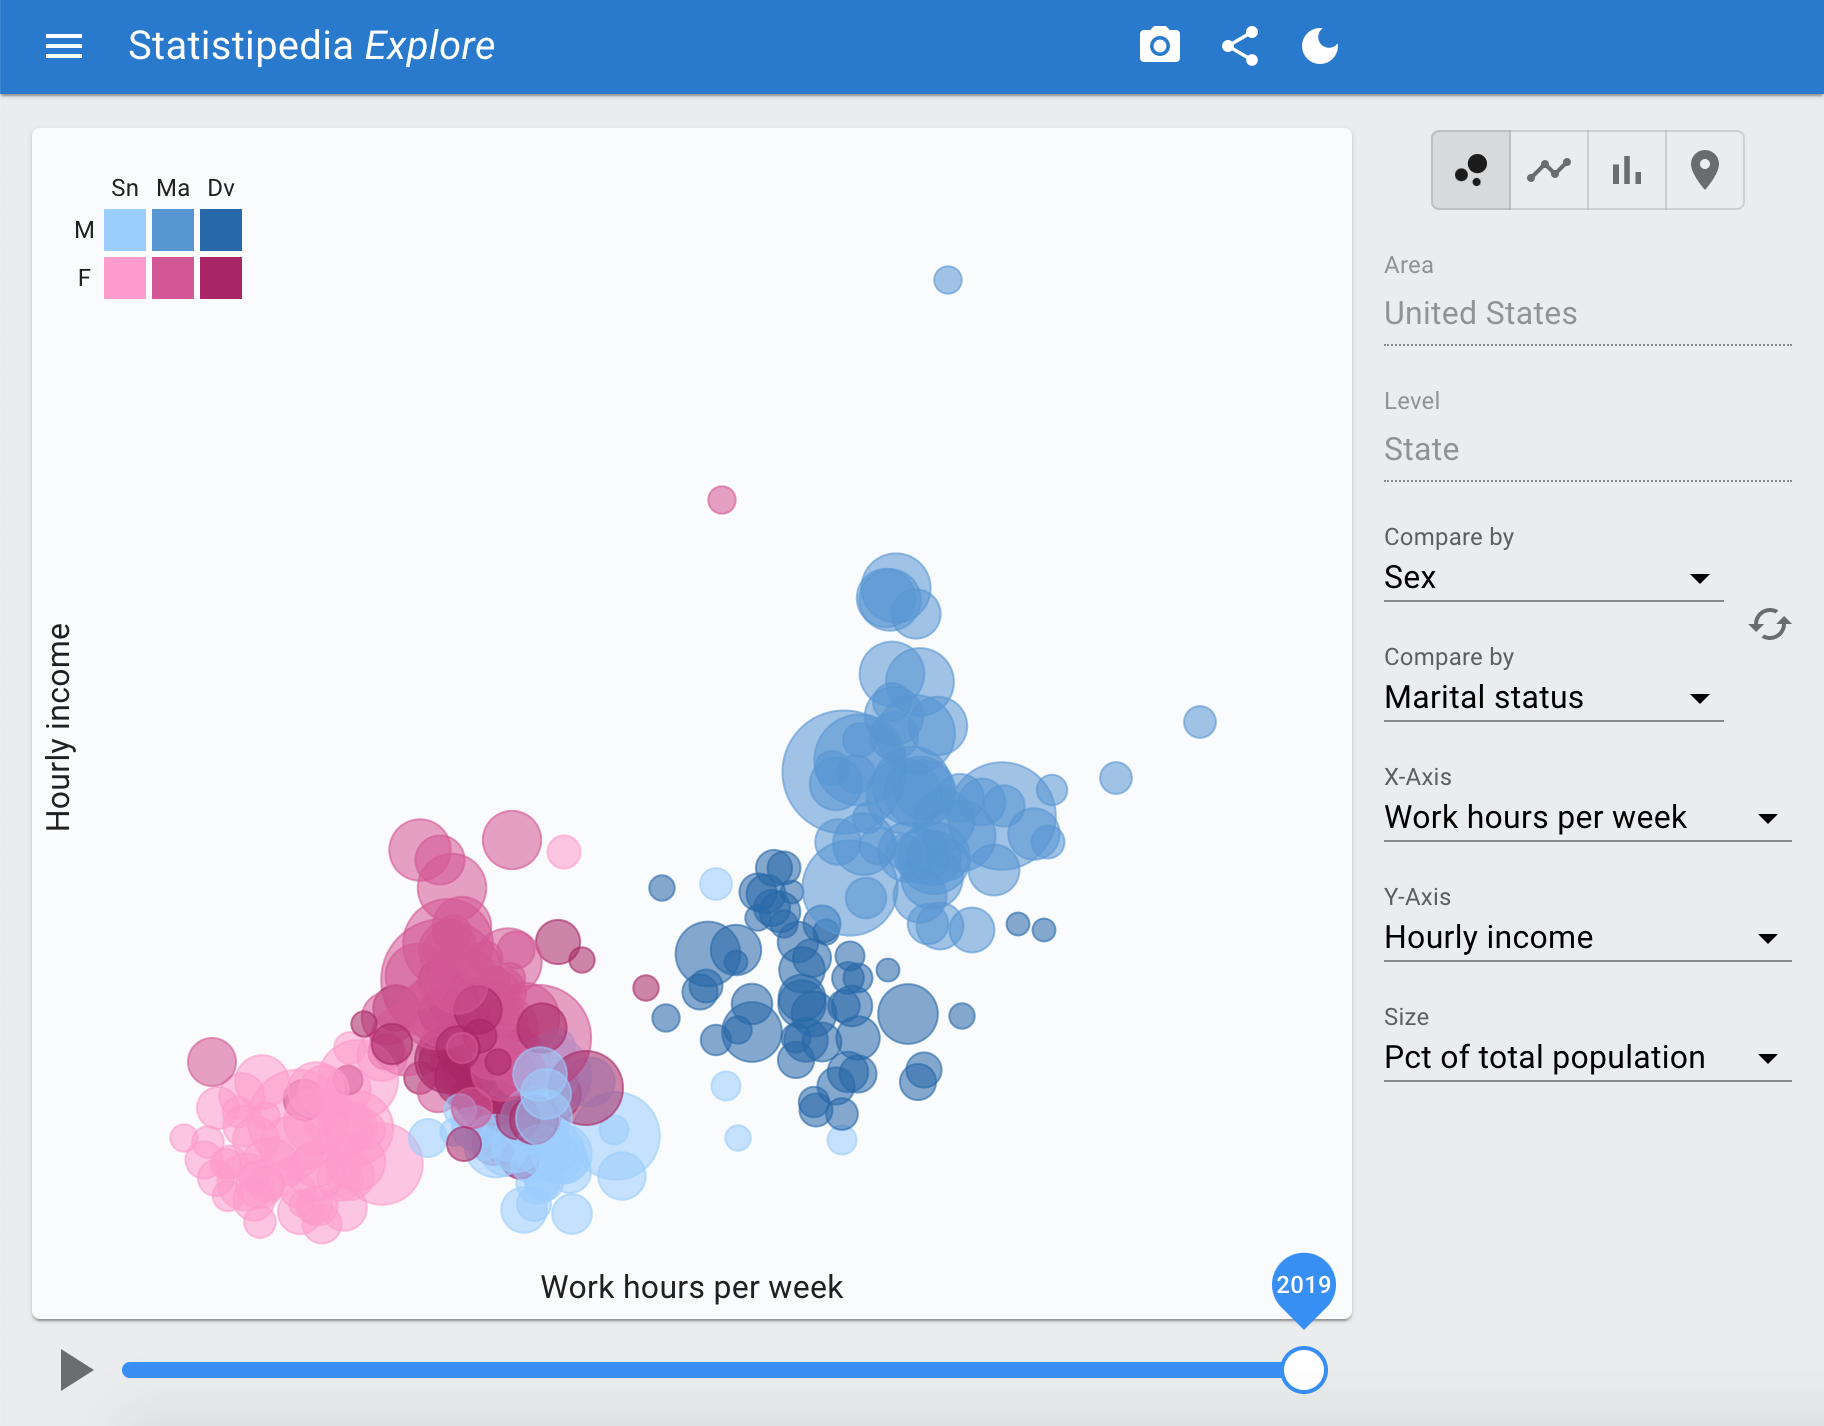 Statistipedia Explore
Sn Ma Dv
M
F
Hourly income
Work hours per week
2019
Area
United States
Level
State
Compare by
Sex
Compare by
Marital status
X-Axis
Work hours per week
Y-Axis
Hourly income
Size
Pct of total population